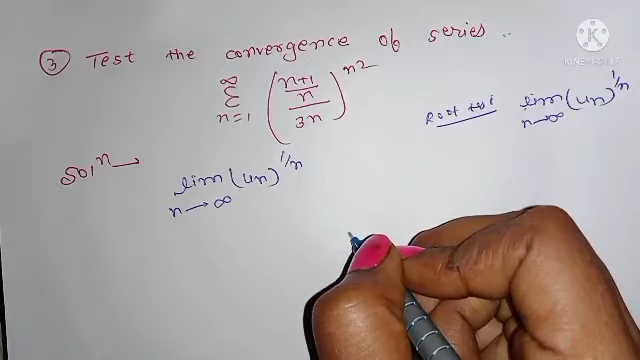 ③ Test the convergence of series ..
∞
Σ ( (n+1)/n / 3n )^n2
n=1
Root test lim (un)^1/n
n→∞
Solⁿ→
lim (un)^1/n
n→∞
KINEMASTER